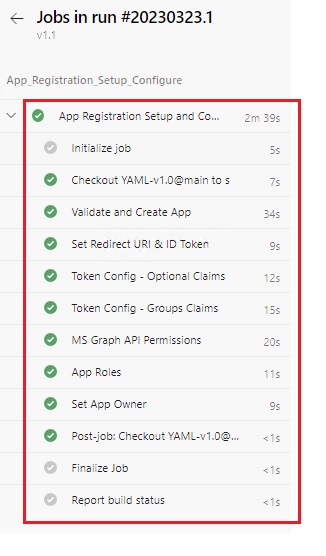 Jobs in run #20230323.1
v1.1
App_Registration_Setup_Configure
App Registration Setup and Co... 2m 39s
Initialize job 5s
Checkout YAML-v1.0@main to s 7s
Validate and Create App 34s
Set Redirect URI & ID Token 9s
Token Config - Optional Claims 12s
Token Config - Groups Claims 15s
MS Graph API Permissions 20s
App Roles 11s
Set App Owner 9s
Post-job: Checkout YAML-v1.0@... <1s
Finalize Job <1s
Report build status <1s